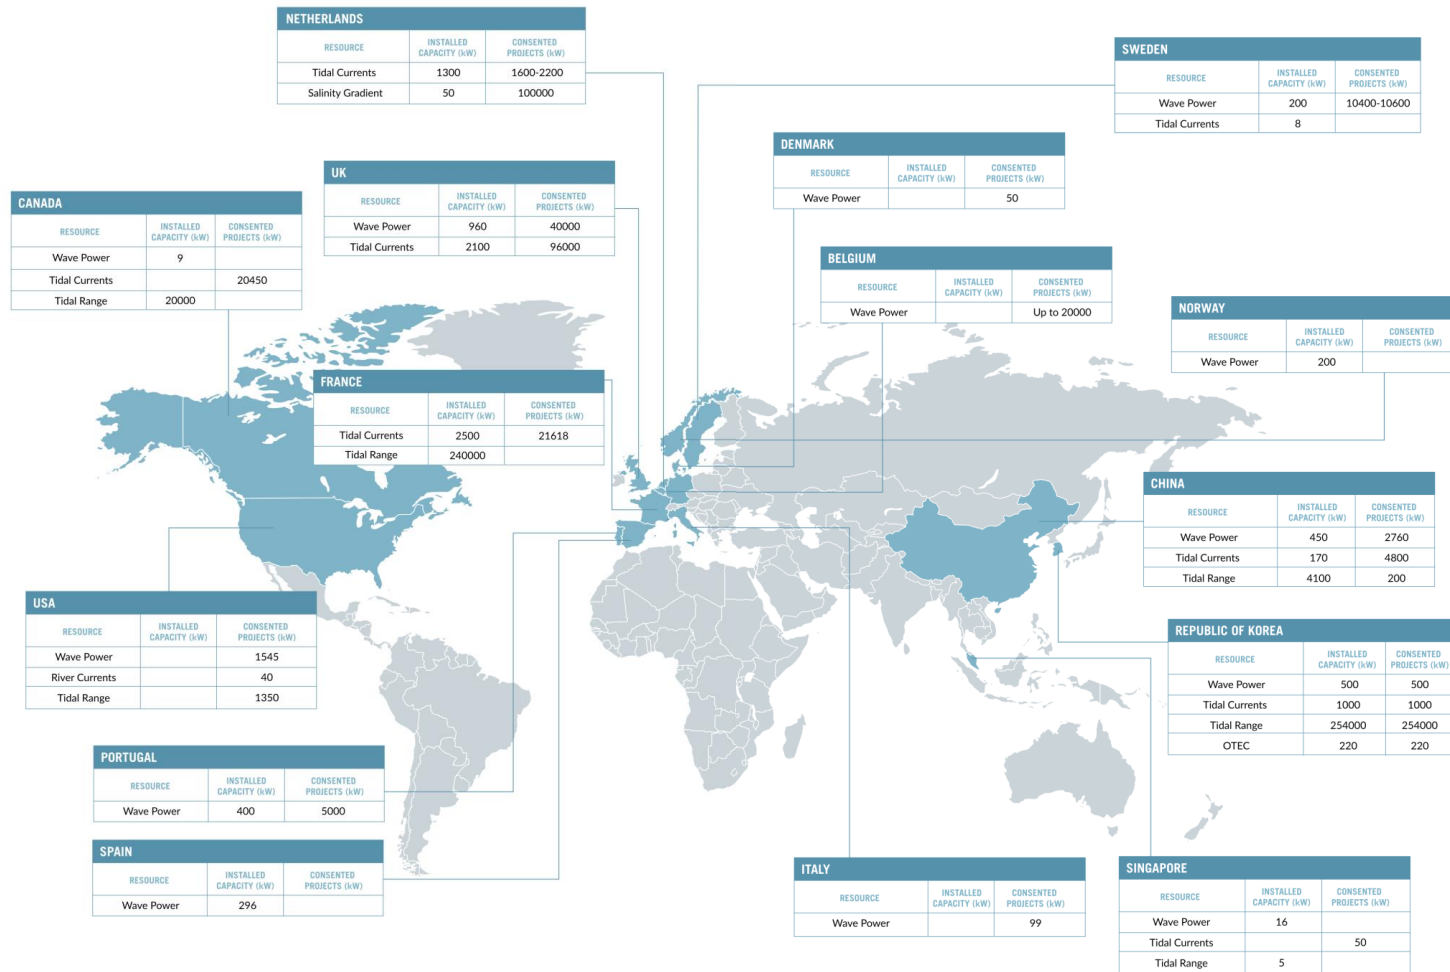 NETHERLANDS
RESOURCE INSTALLED CAPACITY (kW) CONSENTED PROJECTS (kW)
Tidal Currents 1300 1600-2200
Salinity Gradient 50 100000
SWEDEN
RESOURCE INSTALLED CAPACITY (kW) CONSENTED PROJECTS (kW)
Wave Power 200 10400-10600
Tidal Currents 8
DENMARK
RESOURCE INSTALLED CAPACITY (kW) CONSENTED PROJECTS (kW)
Wave Power 50
UK
RESOURCE INSTALLED CAPACITY (kW) CONSENTED PROJECTS (kW)
Wave Power 960 40000
Tidal Currents 2100 96000
CANADA
RESOURCE INSTALLED CAPACITY (kW) CONSENTED PROJECTS (kW)
Wave Power 9
Tidal Currents 20450
Tidal Range 20000
BELGIUM
RESOURCE INSTALLED CAPACITY (kW) CONSENTED PROJECTS (kW)
Wave Power Up to 20000
NORWAY
RESOURCE INSTALLED CAPACITY (kW) CONSENTED PROJECTS (kW)
Wave Power 200
FRANCE
RESOURCE INSTALLED CAPACITY (kW) CONSENTED PROJECTS (kW)
Tidal Currents 2500 21618
Tidal Range 240000
CHINA
RESOURCE INSTALLED CAPACITY (kW) CONSENTED PROJECTS (kW)
Wave Power 450 2760
Tidal Currents 170 4800
Tidal Range 4100 200
USA
RESOURCE INSTALLED CAPACITY (kW) CONSENTED PROJECTS (kW)
Wave Power 1545
River Currents 40
Tidal Range 1350
REPUBLIC OF KOREA
RESOURCE INSTALLED CAPACITY (kW) CONSENTED PROJECTS (kW)
Wave Power 500 500
Tidal Currents 1000 1000
Tidal Range 254000 254000
OTEC 220 220
PORTUGAL
RESOURCE INSTALLED CAPACITY (kW) CONSENTED PROJECTS (kW)
Wave Power 400 5000
SPAIN
RESOURCE INSTALLED CAPACITY (kW) CONSENTED PROJECTS (kW)
Wave Power 296
ITALY
RESOURCE INSTALLED CAPACITY (kW) CONSENTED PROJECTS (kW)
Wave Power 99
SINGAPORE
RESOURCE INSTALLED CAPACITY (kW) CONSENTED PROJECTS (kW)
Wave Power 16
Tidal Currents 50
Tidal Range 5